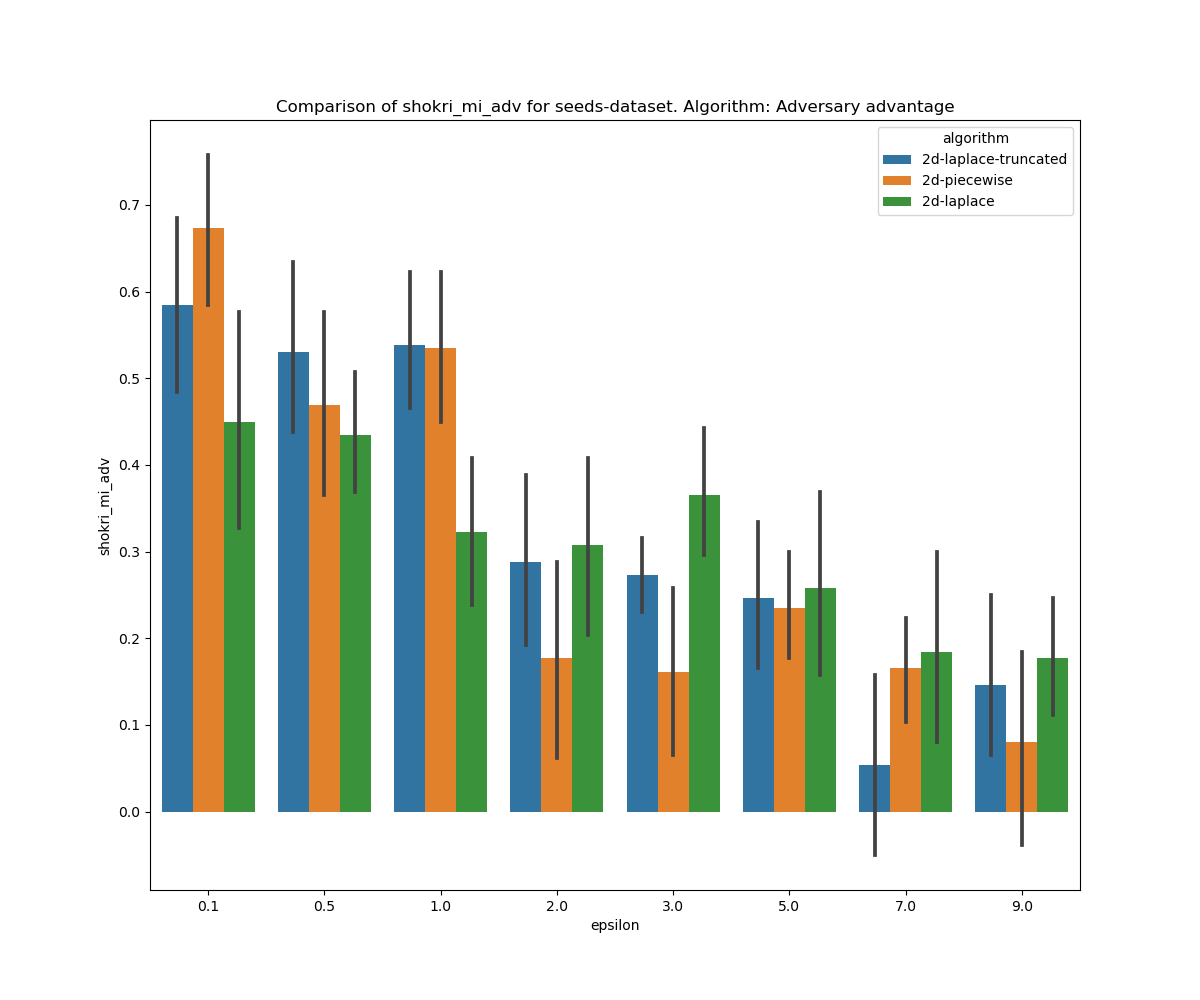 Comparison of shokri_mi_adv for seeds-dataset. Algorithm: Adversary advantage
algorithm
2d-laplace-truncated
2d-piecewise
2d-laplace
shokri_mi_adv
0.7
0.6
0.5
0.4
0.3
0.2
0.1
0.0
0.1 0.5 1.0 2.0 3.0 5.0 7.0 9.0
epsilon